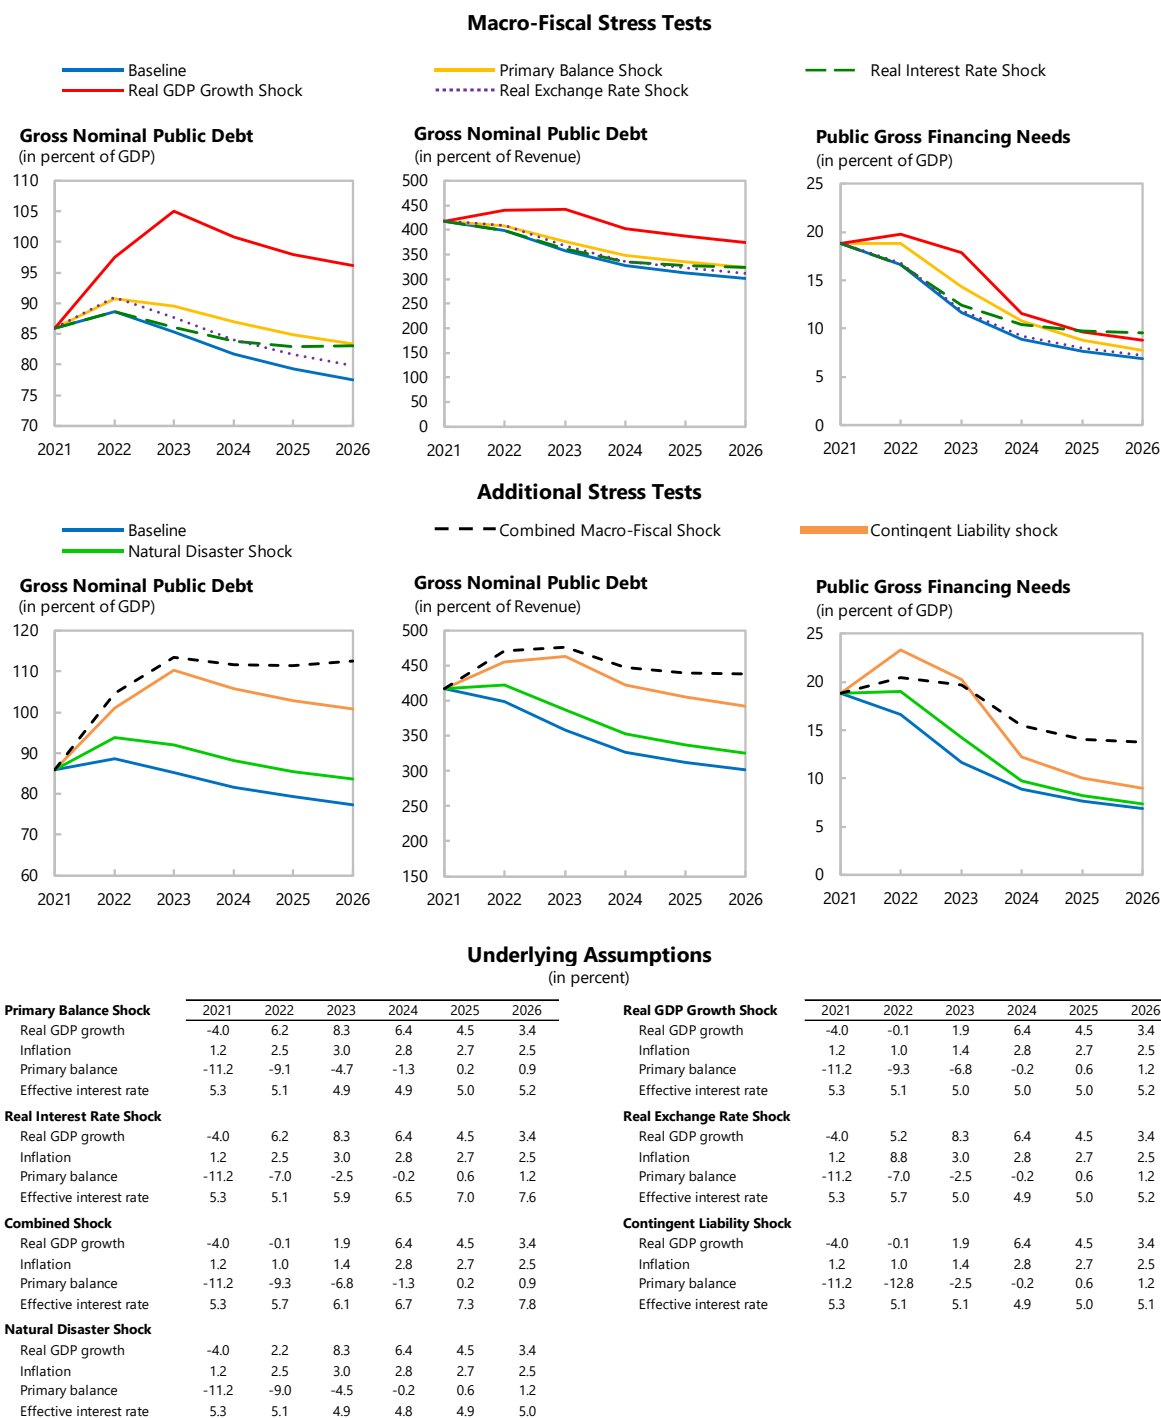 Macro-Fiscal Stress Tests
Baseline
Primary Balance Shock
Real Interest Rate Shock
Real GDP Growth Shock
Real Exchange Rate Shock
Gross Nominal Public Debt
(in percent of GDP)
110
105
100
95
90
85
80
75
70
2021 2022 2023 2024 2025 2026
Gross Nominal Public Debt
(in percent of Revenue)
500
450
400
350
300
250
200
150
100
50
0
2021 2022 2023 2024 2025 2026
Public Gross Financing Needs
(in percent of GDP)
25
20
15
10
5
0
2021 2022 2023 2024 2025 2026
Additional Stress Tests
Baseline
Combined Macro-Fiscal Shock
Contingent Liability shock
Natural Disaster Shock
Gross Nominal Public Debt
(in percent of GDP)
120
110
100
90
80
70
60
2021 2022 2023 2024 2025 2026
Gross Nominal Public Debt
(in percent of Revenue)
500
450
400
350
300
250
200
150
2021 2022 2023 2024 2025 2026
Public Gross Financing Needs
(in percent of GDP)
25
20
15
10
5
0
2021 2022 2023 2024 2025 2026
Underlying Assumptions
(in percent)
Primary Balance Shock 2021 2022 2023 2024 2025 2026
Real GDP growth -4.0 6.2 8.3 6.4 4.5 3.4
Inflation 1.2 2.5 3.0 2.8 2.7 2.5
Primary balance -11.2 -9.1 -4.7 -1.3 0.2 0.9
Effective interest rate 5.3 5.1 4.9 4.9 5.0 5.2
Real Interest Rate Shock
Real GDP growth -4.0 6.2 8.3 6.4 4.5 3.4
Inflation 1.2 2.5 3.0 2.8 2.7 2.5
Primary balance -11.2 -7.0 -2.5 -0.2 0.6 1.2
Effective interest rate 5.3 5.1 5.9 6.5 7.0 7.6
Combined Shock
Real GDP growth -4.0 -0.1 1.9 6.4 4.5 3.4
Inflation 1.2 1.0 1.4 2.8 2.7 2.5
Primary balance -11.2 -9.3 -6.8 -1.3 0.2 0.9
Effective interest rate 5.3 5.7 6.1 6.7 7.3 7.8
Natural Disaster Shock
Real GDP growth -4.0 2.2 8.3 6.4 4.5 3.4
Inflation 1.2 2.5 3.0 2.8 2.7 2.5
Primary balance -11.2 -9.0 -4.5 -0.2 0.6 1.2
Effective interest rate 5.3 5.1 4.9 4.8 4.9 5.0
Real GDP Growth Shock 2021 2022 2023 2024 2025 2026
Real GDP growth -4.0 -0.1 1.9 6.4 4.5 3.4
Inflation 1.2 1.0 1.4 2.8 2.7 2.5
Primary balance -11.2 -9.3 -6.8 -0.2 0.6 1.2
Effective interest rate 5.3 5.1 5.0 5.0 5.0 5.2
Real Exchange Rate Shock
Real GDP growth -4.0 5.2 8.3 6.4 4.5 3.4
Inflation 1.2 8.8 3.0 2.8 2.7 2.5
Primary balance -11.2 -7.0 -2.5 -0.2 0.6 1.2
Effective interest rate 5.3 5.7 5.0 4.9 5.0 5.2
Contingent Liability Shock
Real GDP growth -4.0 -0.1 1.9 6.4 4.5 3.4
Inflation 1.2 1.0 1.4 2.8 2.7 2.5
Primary balance -11.2 -12.8 -2.5 -0.2 0.6 1.2
Effective interest rate 5.3 5.1 5.1 4.9 5.0 5.1